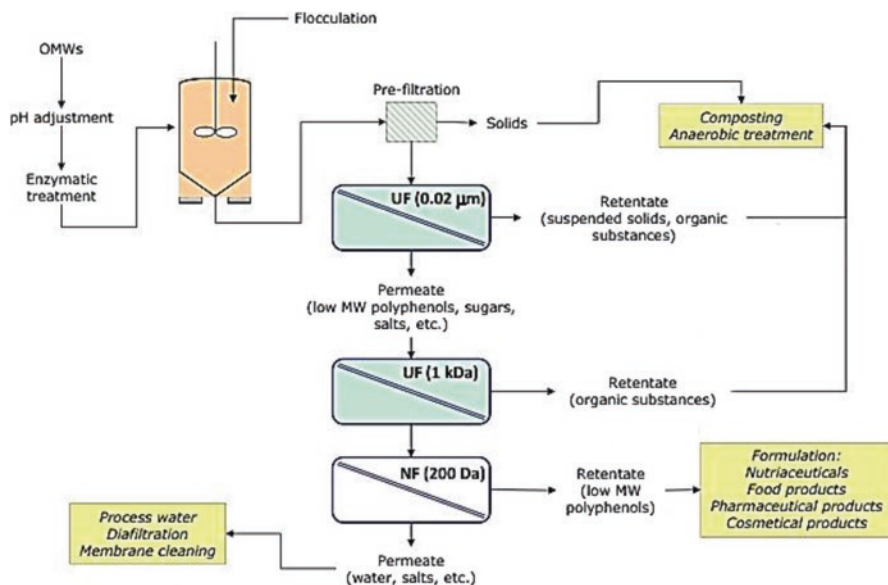 Flocculation
OMWs
pH adjustment
Enzymatic
treatment
Pre-filtration
Solids
Composting
Anaerobic treatment
UF (0.02 µm)
Retentate
(suspended solids, organic
substances)
Permeate
(low MW polyphenols, sugars,
salts, etc.)
UF (1 kDa)
Retentate
(organic substances)
NF (200 Da)
Retentate
(low MW
polyphenols)
Formulation:
Nutriaceuticals
Food products
Pharmaceutical products
Cosmetical products
Process water
Diafiltration
Membrane cleaning
Permeate
(water, salts, etc.)